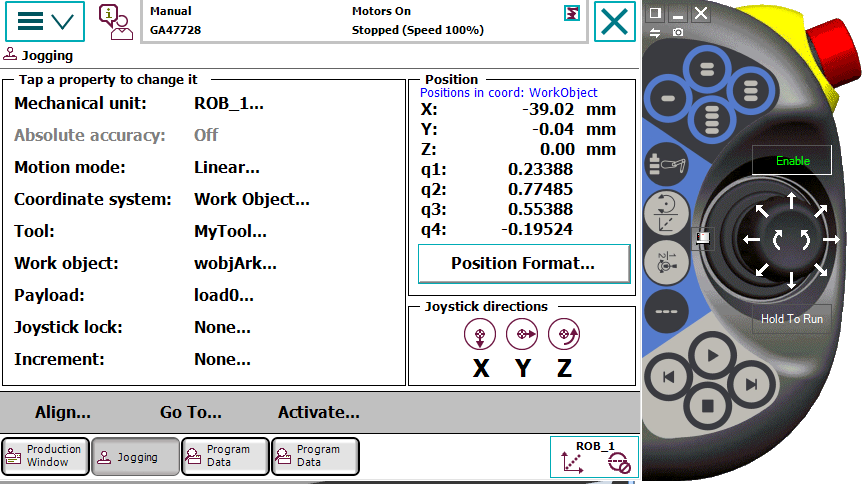 Manual
GA47728
Motors On
Stopped (Speed 100%)
Jogging
Tap a property to change it
Mechanical unit: ROB_1...
Absolute accuracy: Off
Motion mode: Linear...
Coordinate system: Work Object...
Tool: MyTool...
Work object: wobjArk...
Payload: load0...
Joystick lock: None...
Increment: None...
Position
Positions in coord: WorkObject
X: -39.02 mm
Y: -0.04 mm
Z: 0.00 mm
q1: 0.23388
q2: 0.77485
q3: 0.55388
q4: -0.19524
Position Format...
Joystick directions
X Y Z
Align... Go To... Activate...
Production
Window
Jogging
Program
Data
Program
Data
ROB_1
Enable
Hold To Run